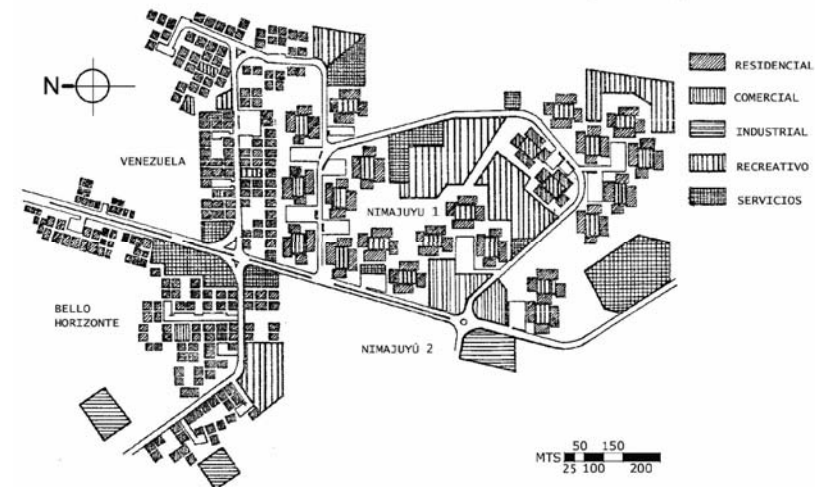 N
VENEZUELA
BELLO
HORIZONTE
NIMAJUYU 1
NIMAJUYÚ 2
RESIDENCIAL
COMERCIAL
INDUSTRIAL
RECREATIVO
SERVICIOS
50 150
MTS
25 100 200